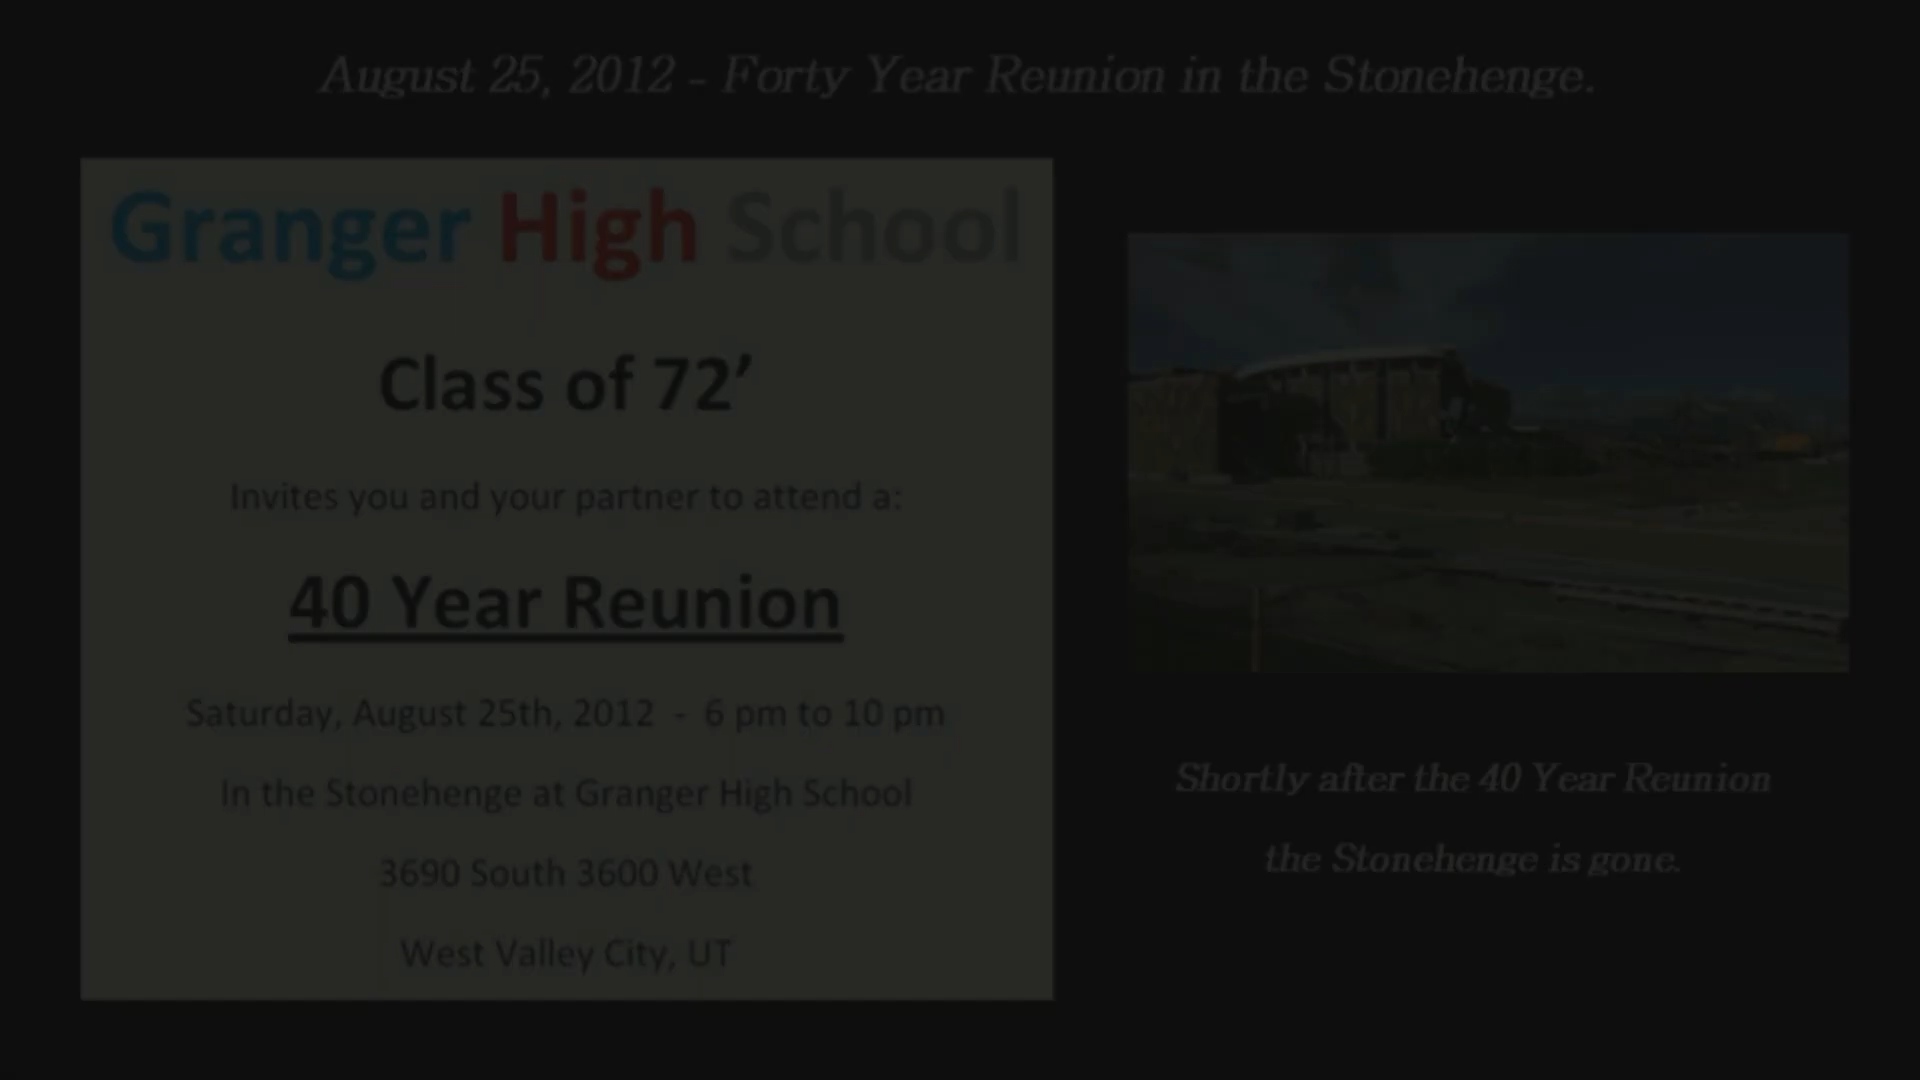 August 25, 2012 - Forty Year Reunion in the Stonehenge.
Granger High School
Class of 72’
Invites you and your partner to attend a:
40 Year Reunion
Saturday, August 25th, 2012 - 6 pm to 10 pm
In the Stonehenge at Granger High School
3690 South 3600 West
West Valley City, UT
Shortly after the 40 Year Reunion
the Stonehenge is gone.